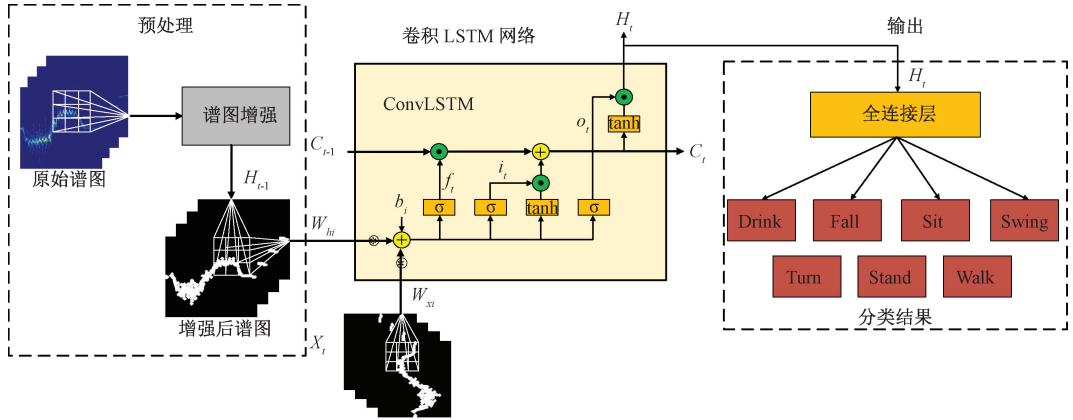 预处理
谱图增强
原始谱图
H_{t-1}
增强后谱图
卷积 LSTM 网络
ConvLSTM
C_{t-1}
W_{hi}
b_i
f_t
i_t
o_t
σ
σ
tanh
σ
tanh
H_t
C_t
W_{xi}
X_t
输出
H_t
全连接层
Drink
Fall
Sit
Swing
Turn
Stand
Walk
分类结果